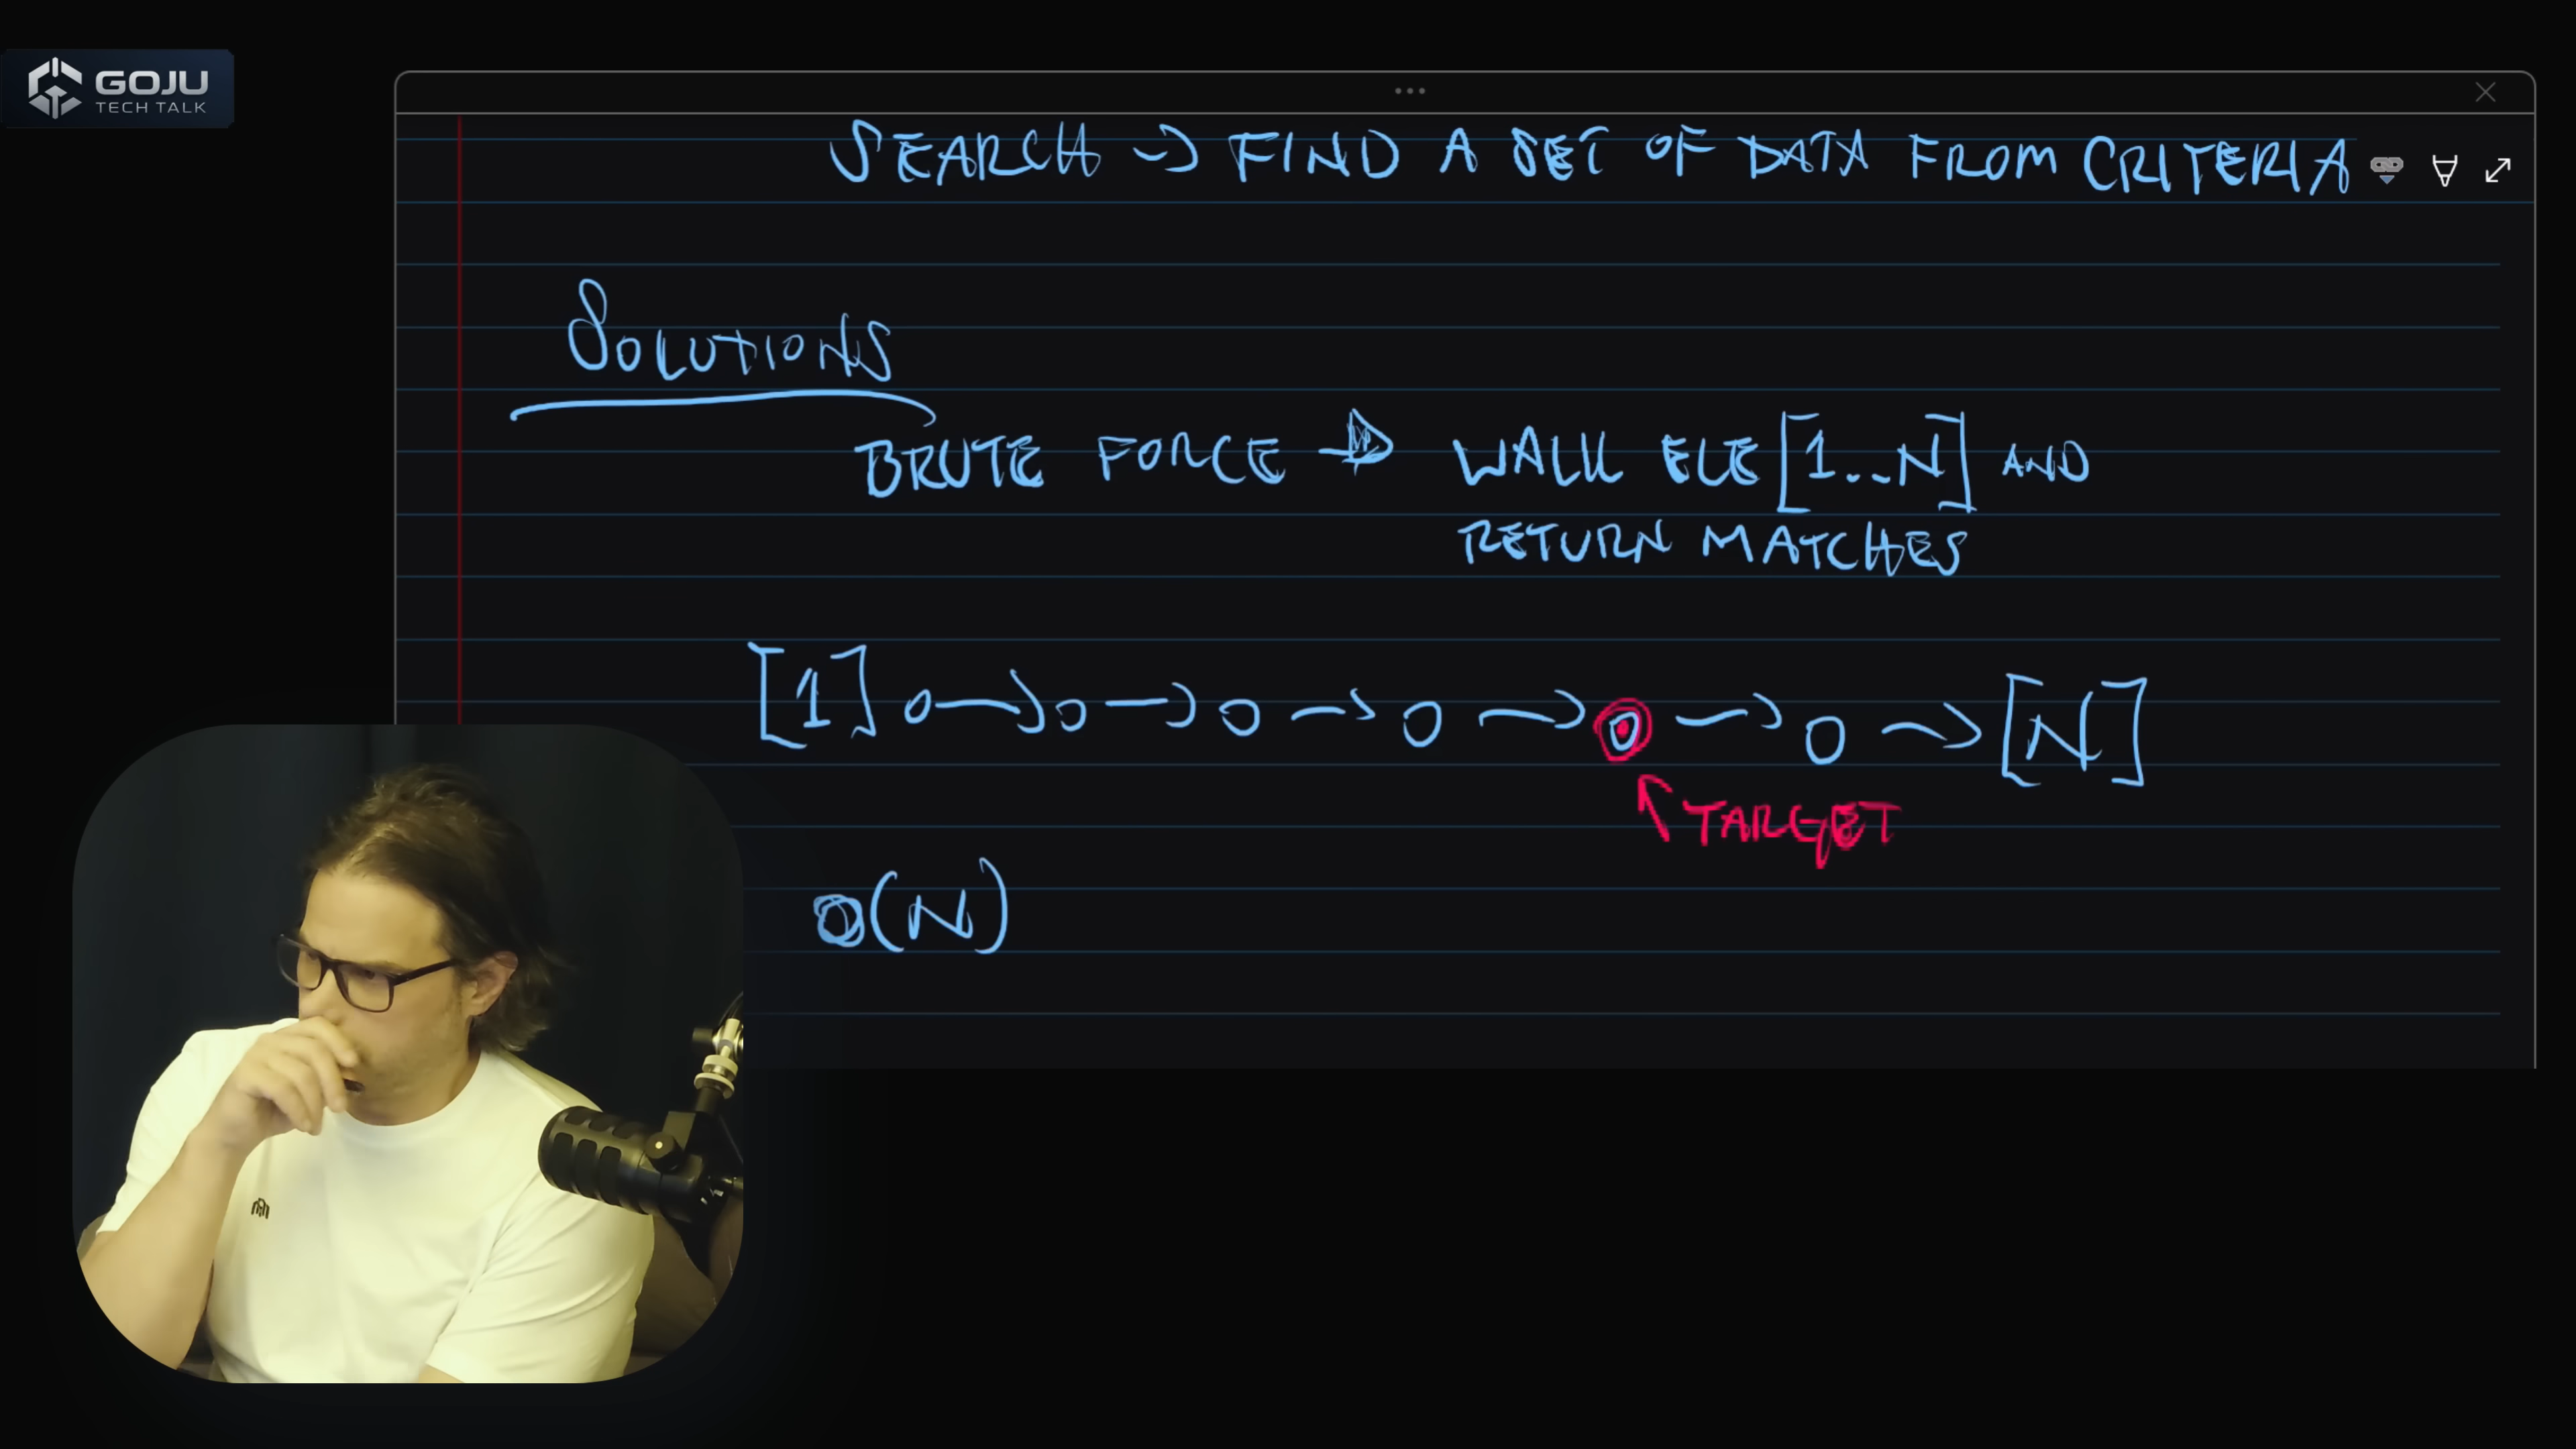 GOJU
TECH TALK
SEARCH → FIND A SET OF DATA FROM CRITERIA
SOLUTIONS
BRUTE FORCE → WALK ELE [1..N] AND
RETURN MATCHES
[1] o→o→o→o→o→o→[N]
↑ TARGET
O(N)